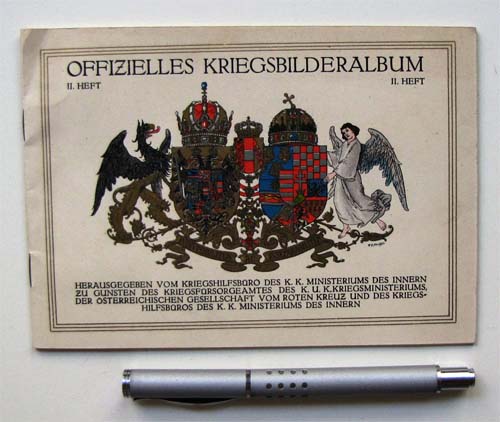 OFFIZIELLES KRIEGSBILDERALBUM
II. HEFT II. HEFT
HERAUSGEGEBEN VOM KRIEGSHILFSBÜRO DES K. K. MINISTERIUMS DES INNERN
ZU GUNSTEN DES KRIEGSFÜRSORGEAMTES DES K. U. K. KRIEGSMINISTERIUMS,
DER ÖSTERREICHISCHEN GESELLSCHAFT VOM ROTEN KREUZ UND DES KRIEGS-
HILFSBÜROS DES K. K. MINISTERIUMS DES INNERN